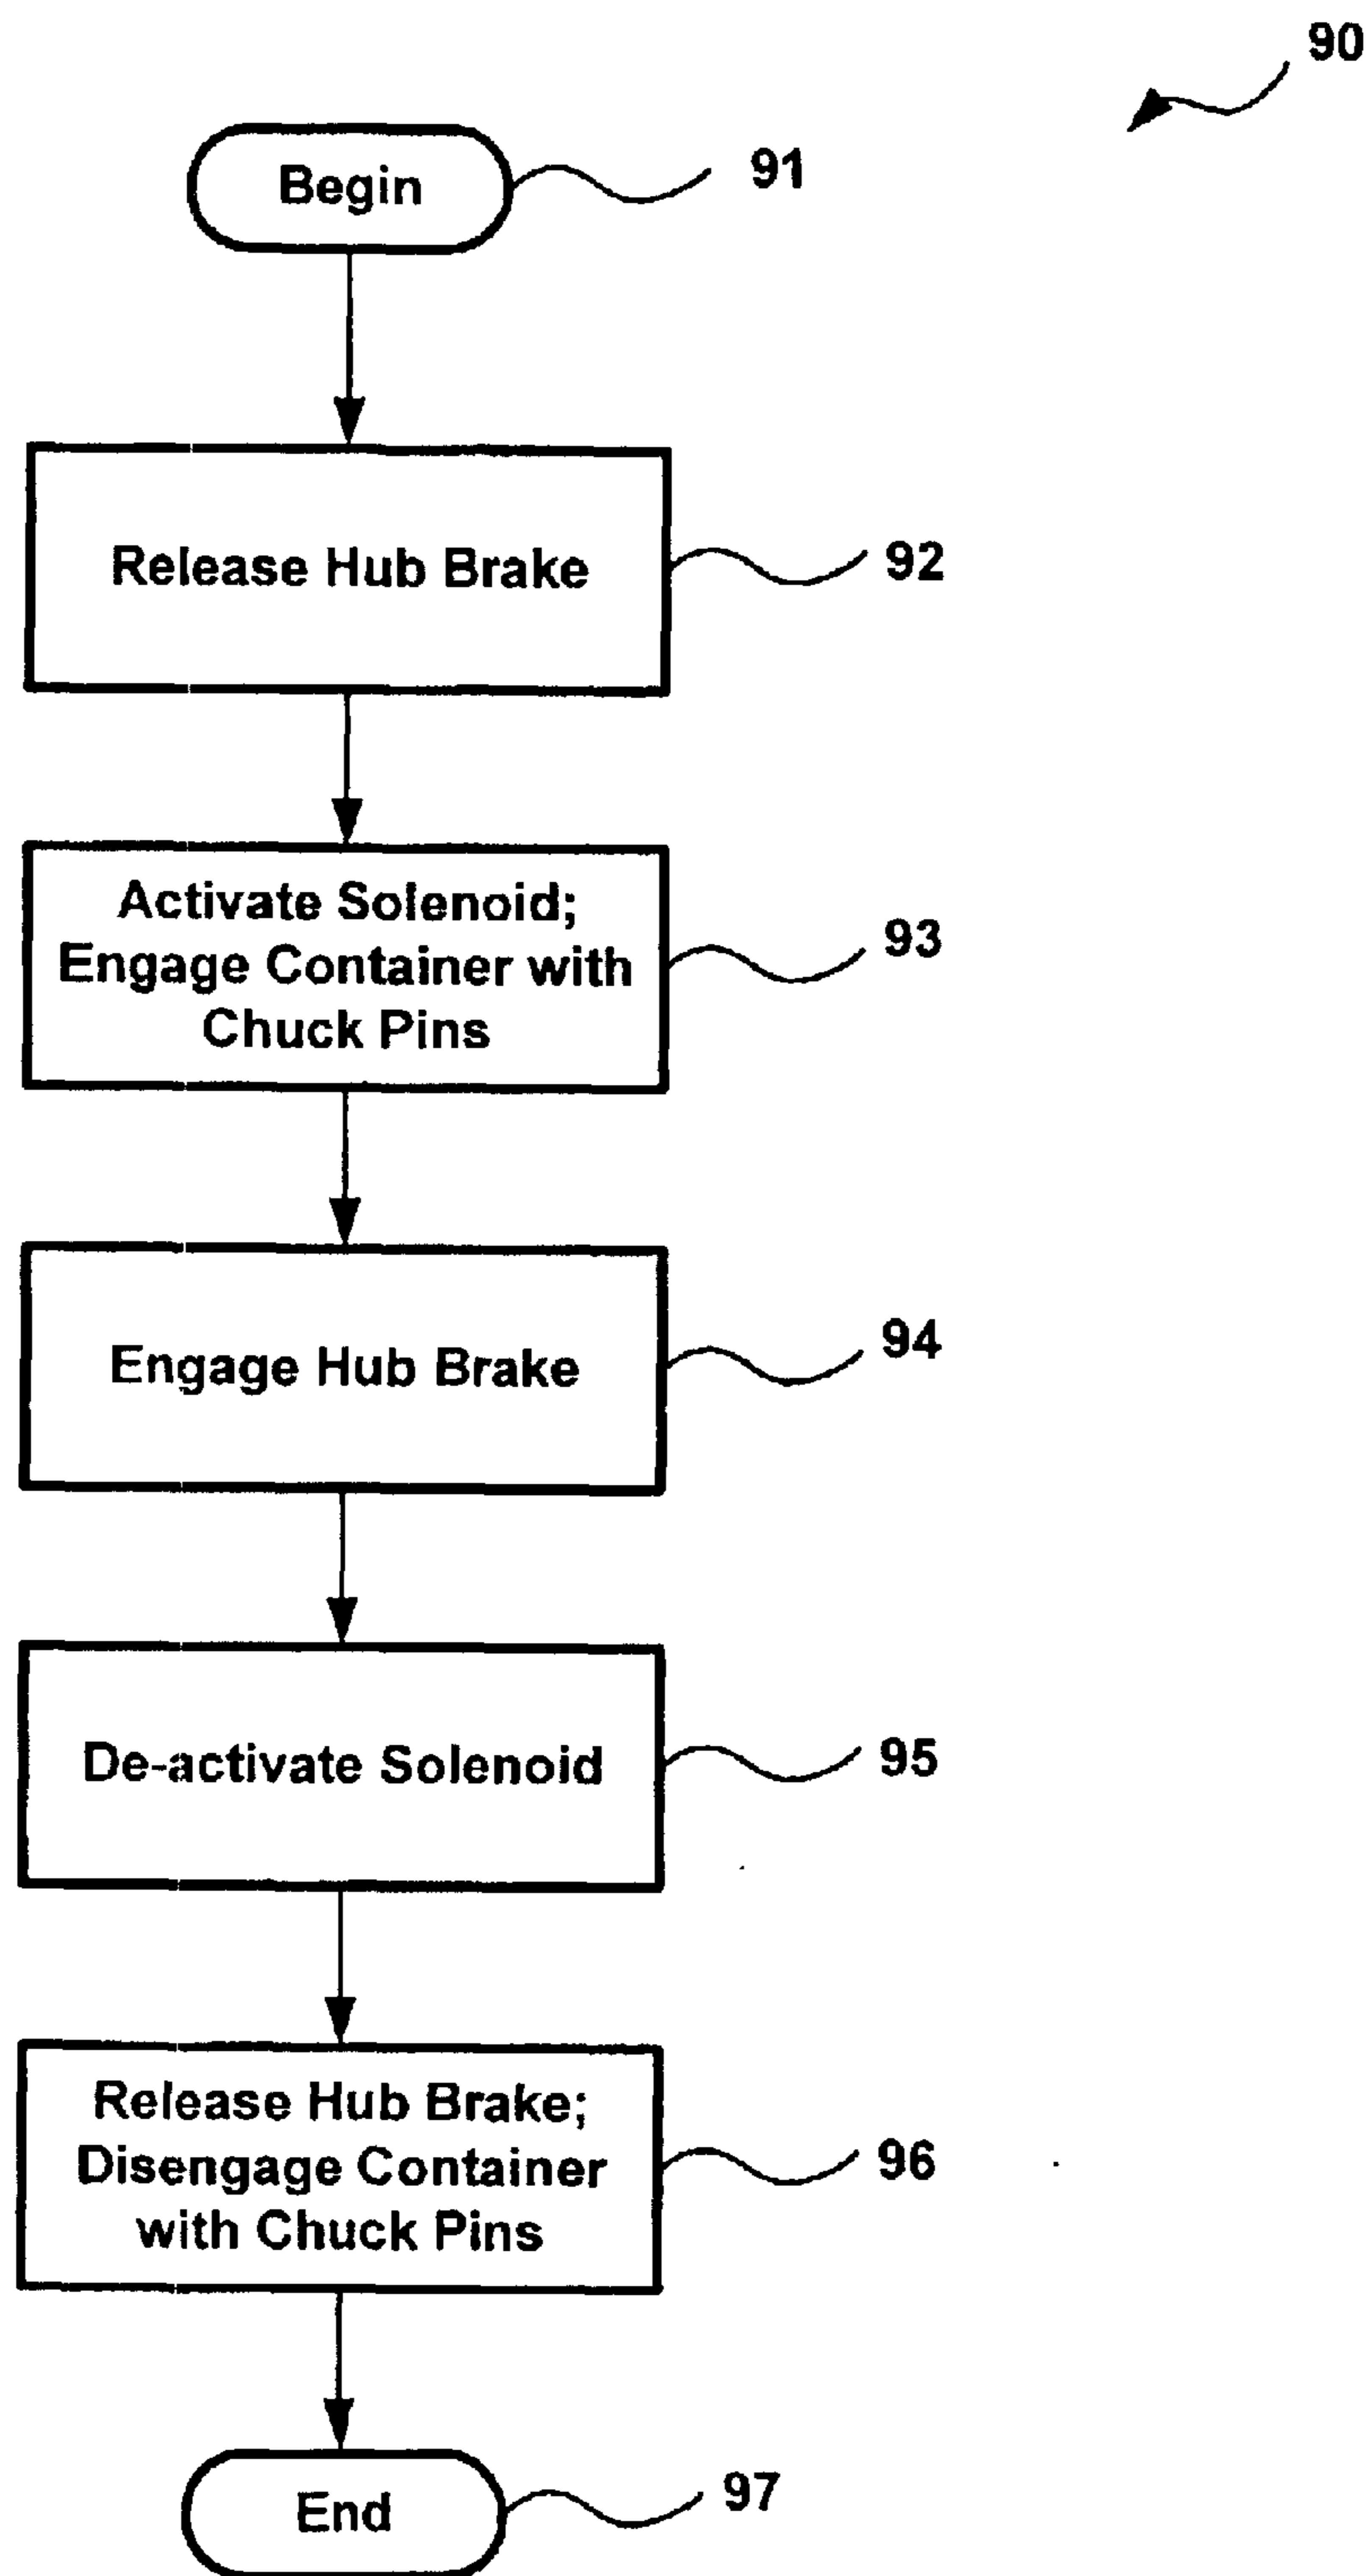 90
Begin
91
Release Hub Brake
92
Activate Solenoid;
Engage Container with
Chuck Pins
93
Engage Hub Brake
94
De-activate Solenoid
95
Release Hub Brake;
Disengage Container
with Chuck Pins
96
End
97